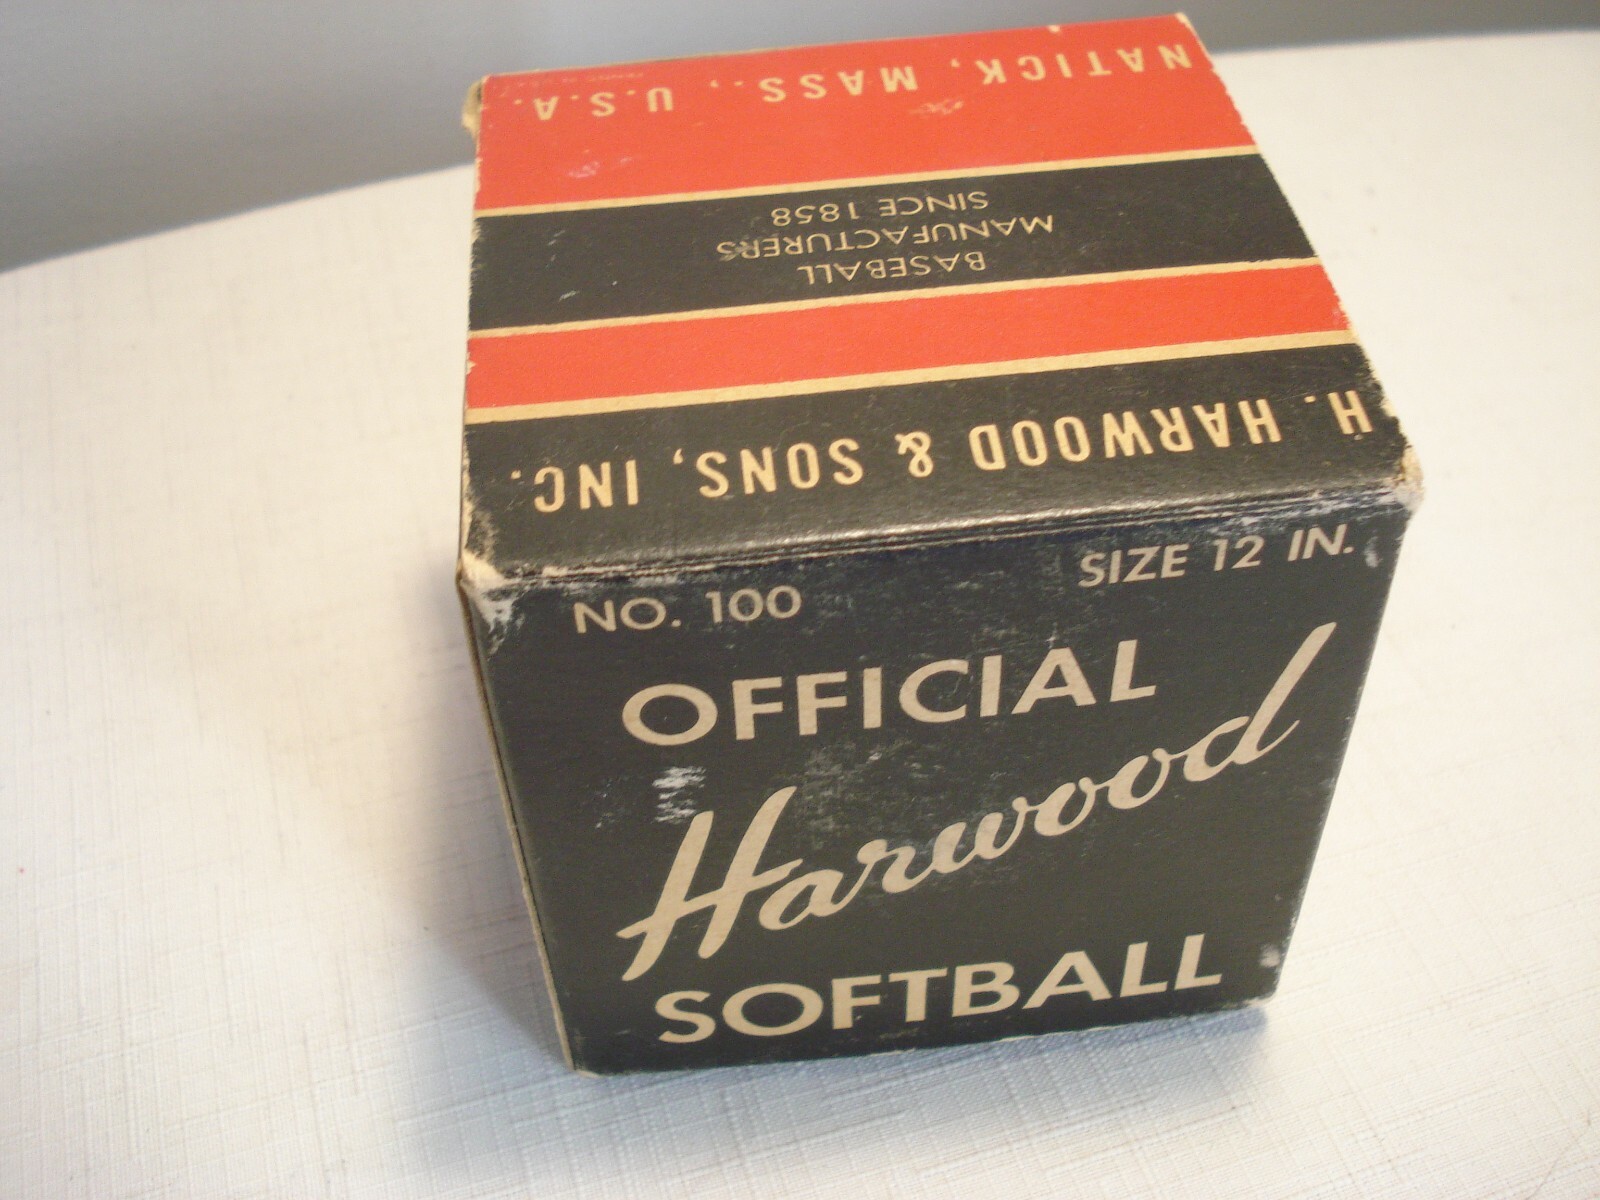 H. HARWOOD & SONS, INC.
BASEBALL
MANUFACTURERS
SINCE 1858
NATICK, MASS., U.S.A.
NO. 100 SIZE 12 IN.
OFFICIAL
Harwood
SOFTBALL